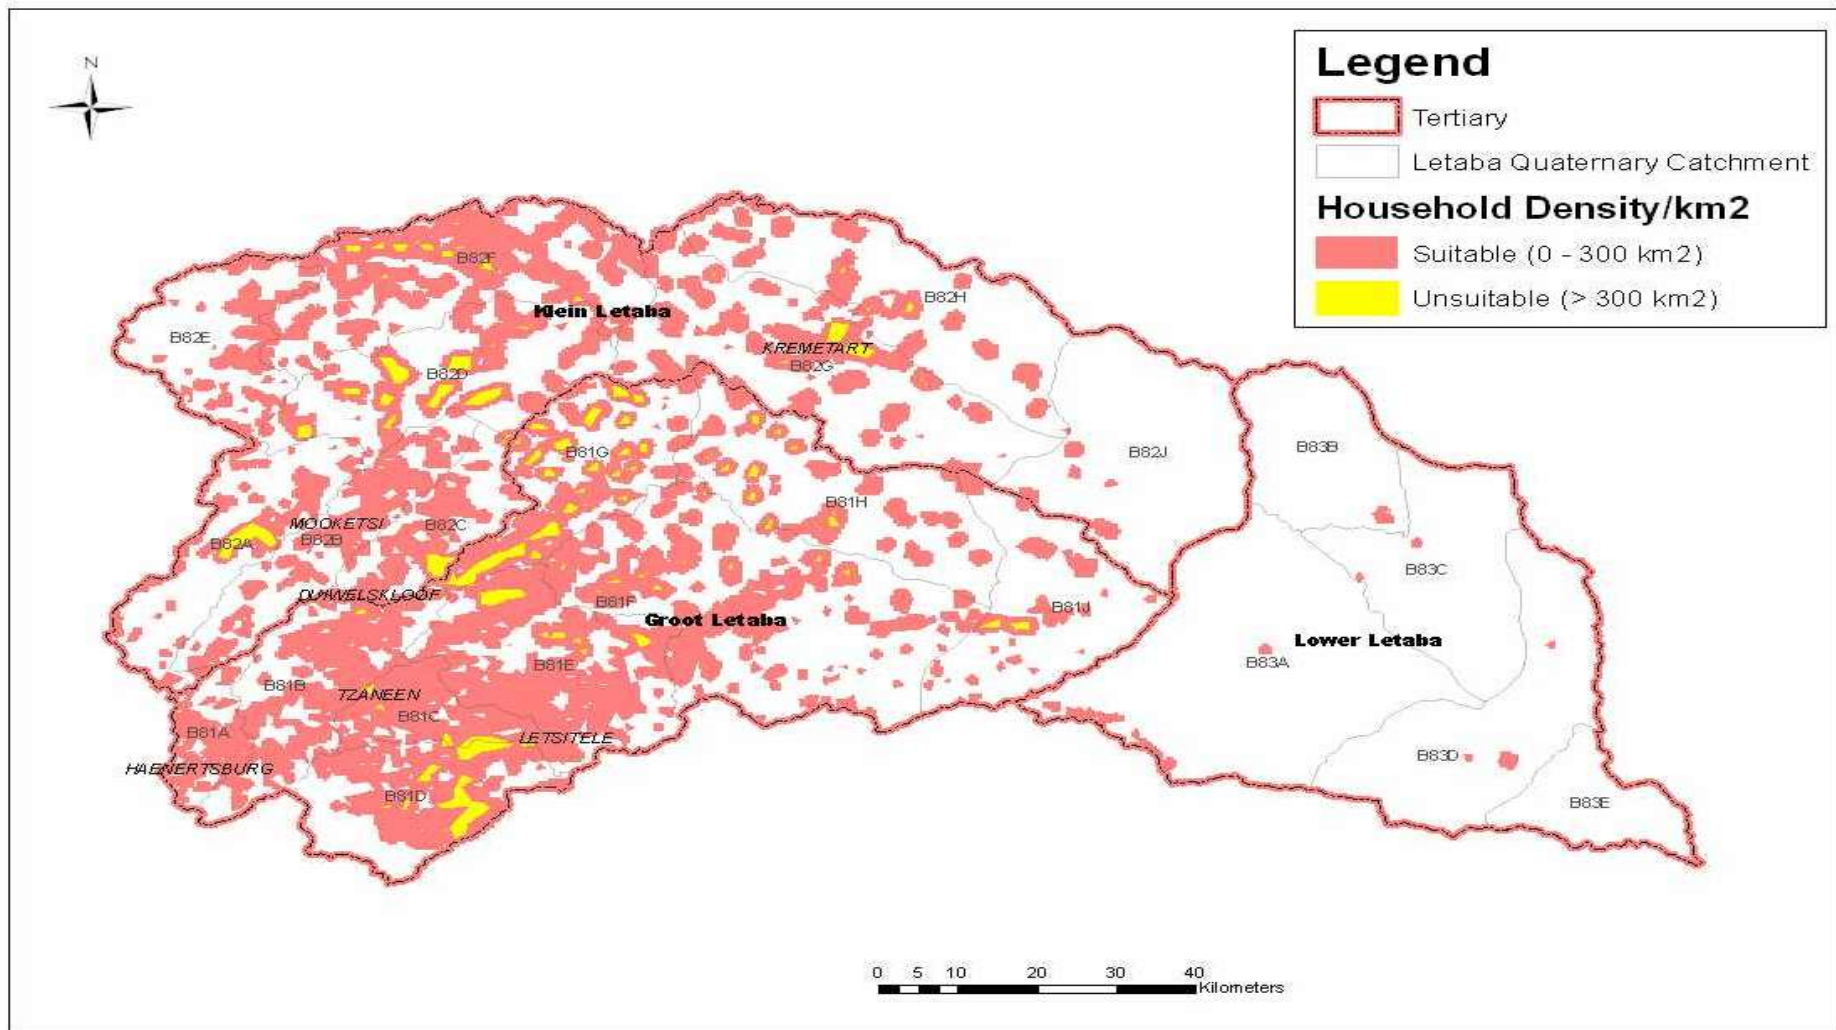 N
Legend
Tertiary
Letaba Quaternary Catchment
Household Density/km2
Suitable (0 - 300 km2)
Unsuitable (> 300 km2)
B82F
B82H
Klein Letaba
B82E
KREMETART
B82G
B82D
B83B
B81G
B82J
B81H
MOOKETSI
B82C
B82A
B82B
B83C
DUIWELSKLOOF
B81F
B81J
Groot Letaba
Lower Letaba
B81E
B83A
B81B
TZANEEN
B81C
B81A
LETSITELE
B83D
HAENERTSBURG
B81D
B83E
0 5 10 20 30 40
Kilometers